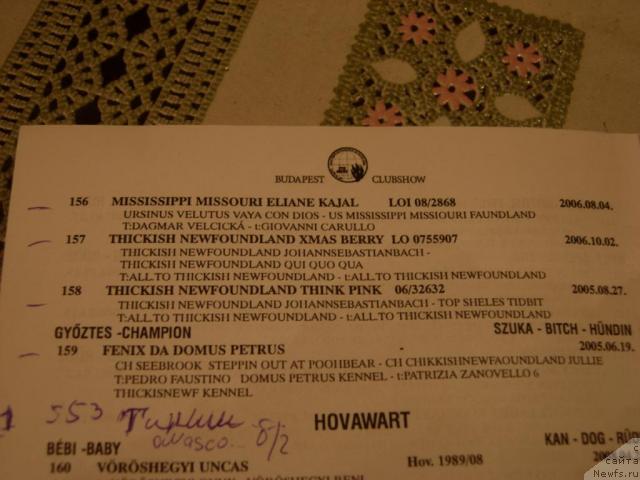 BUDAPEST CLUBSHOW
156 MISSISSIPPI MISSOURI ELIANE KAJAL LOI 08/2868 2006.08.04.
URSINUS VELUTUS VAYA CON DIOS - US MISSISSIPPI MISSIOURI FAUNDLAND
T:DAGMAR VELCICKÁ - t:GIOVANNI CARULLO
157 THICKISH NEWFOUNDLAND XMAS BERRY LO 0755907 2006.10.02.
THICKISH NEWFOUNDLAND JOHANNSEBASTIANBACH -
THICKISH NEWFOUNDLAND QUI QUO QUA
T:ALL.TO THICKISH NEWFOUNDLAND - t:ALL.TO THICKISH NEWFOUNDLAND
158 THICKISH NEWFOUNDLAND THINK PINK 06/32632 2005.08.27.
THICKISH NEWFOUNDLAND JOHANNSEBASTIANBACH - TOP SHELES TIDBIT
T:ALL.TO THICKISH NEWFOUNDLAND - t:ALL.TO THICKISH NEWFOUNDLAND
GYŐZTES -CHAMPION SZUKA - BITCH - HÜNDIN
159 FENIX DA DOMUS PETRUS - 2005.06.19.
CH SEEBROOK STEPPIN OUT AT POOHBEAR - CH CHIKKISHNEWFAOUNDLAND JULLIE
T:PEDRO FAUSTINO DOMUS PETRUS KENNEL - t:PATRIZIA ZANOVELLO 6
THICKISNEWF KENNEL
553 б/2
HOVAWART
BÉBI -BABY KAN - DOG - RÜD
160 VÖRÖSHEGYI UNCAS Hov. 1989/08
с
сайта
Newfs.ru